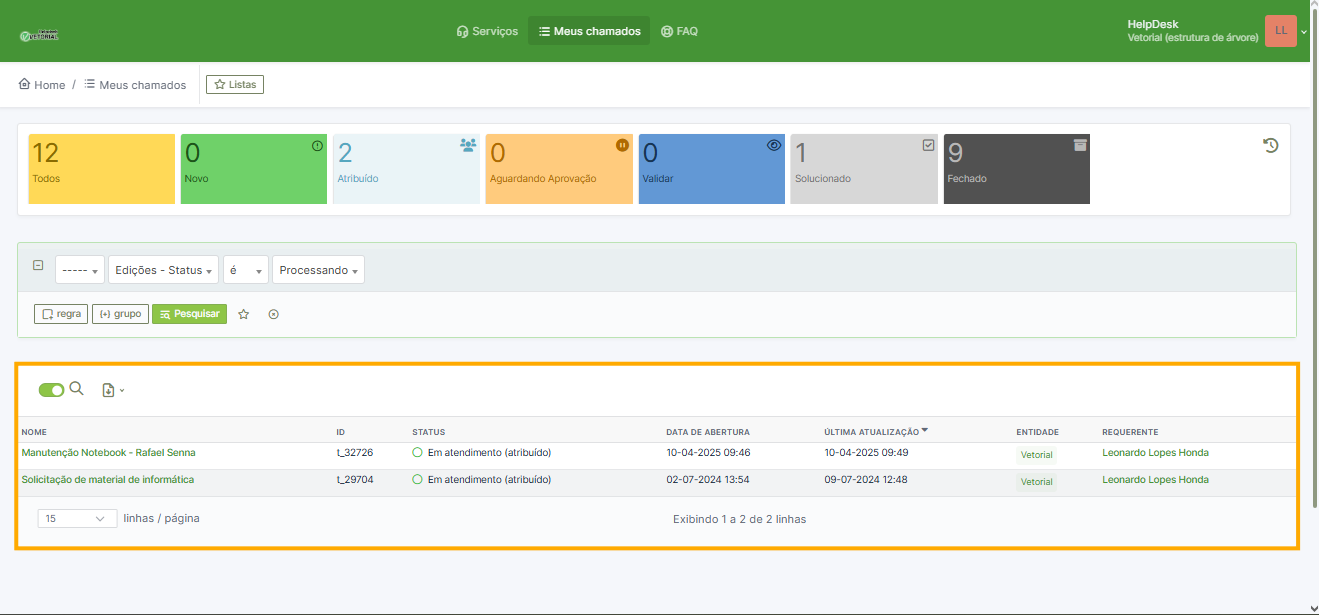 VETORIAL
Serviços
Meus chamados
FAQ
HelpDesk
Vetorial (estrutura de árvore)
LL
Home / Meus chamados
Listas
12
Todos
0
Novo
2
Atribuído
0
Aguardando Aprovação
0
Validar
1
Solucionado
9
Fechado
----- Edições - Status é Processando
regra (+) grupo Pesquisar
NOME ID STATUS DATA DE ABERTURA ÚLTIMA ATUALIZAÇÃO ENTIDADE REQUERENTE
Manutenção Notebook - Rafael Senna t_32726 Em atendimento (atribuído) 10-04-2025 09:46 10-04-2025 09:49 Vetorial Leonardo Lopes Honda
Solicitação de material de informática t_29704 Em atendimento (atribuído) 02-07-2024 13:54 09-07-2024 12:48 Vetorial Leonardo Lopes Honda
15 linhas / página Exibindo 1 a 2 de 2 linhas